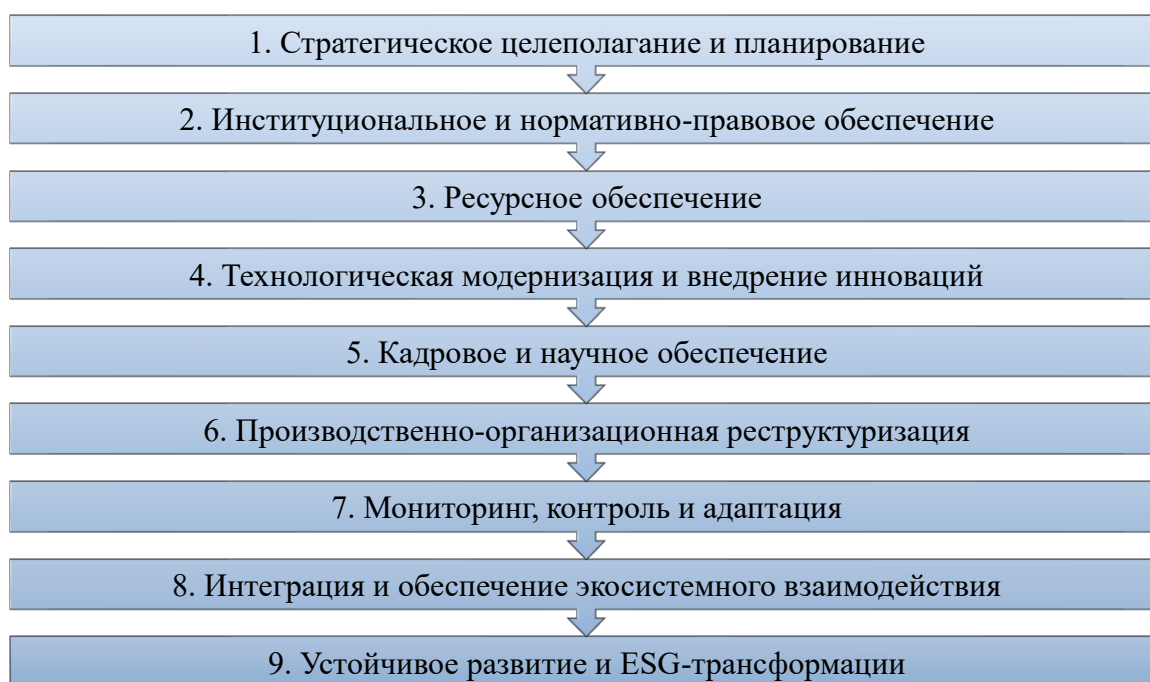 1. Стратегическое целеполагание и планирование
2. Институциональное и нормативно-правовое обеспечение
3. Ресурсное обеспечение
4. Технологическая модернизация и внедрение инноваций
5. Кадровое и научное обеспечение
6. Производственно-организационная реструктуризация
7. Мониторинг, контроль и адаптация
8. Интеграция и обеспечение экосистемного взаимодействия
9. Устойчивое развитие и ESG-трансформации